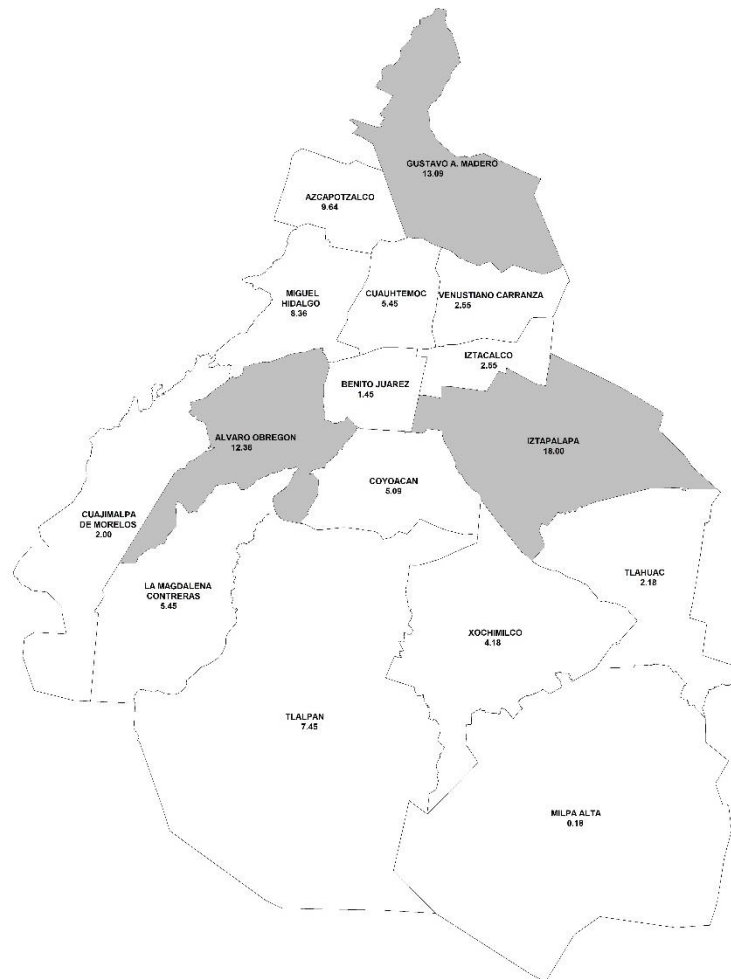 GUSTAVO A. MADERO
13.09
AZCAPOTZALCO
9.64
MIGUEL
HIDALGO
8.36
CUAUHTEMOC
5.45
VENUSTIANO CARRANZA
2.55
IZTACALCO
2.55
BENITO JUAREZ
1.45
ALVARO OBREGON
12.36
IZTAPALAPA
18.00
COYOACAN
5.09
CUAJIMALPA
DE MORELOS
2.00
TLAHUAC
2.18
LA MAGDALENA
CONTRERAS
5.45
XOCHIMILCO
4.18
TLALPAN
7.45
MILPA ALTA
0.18